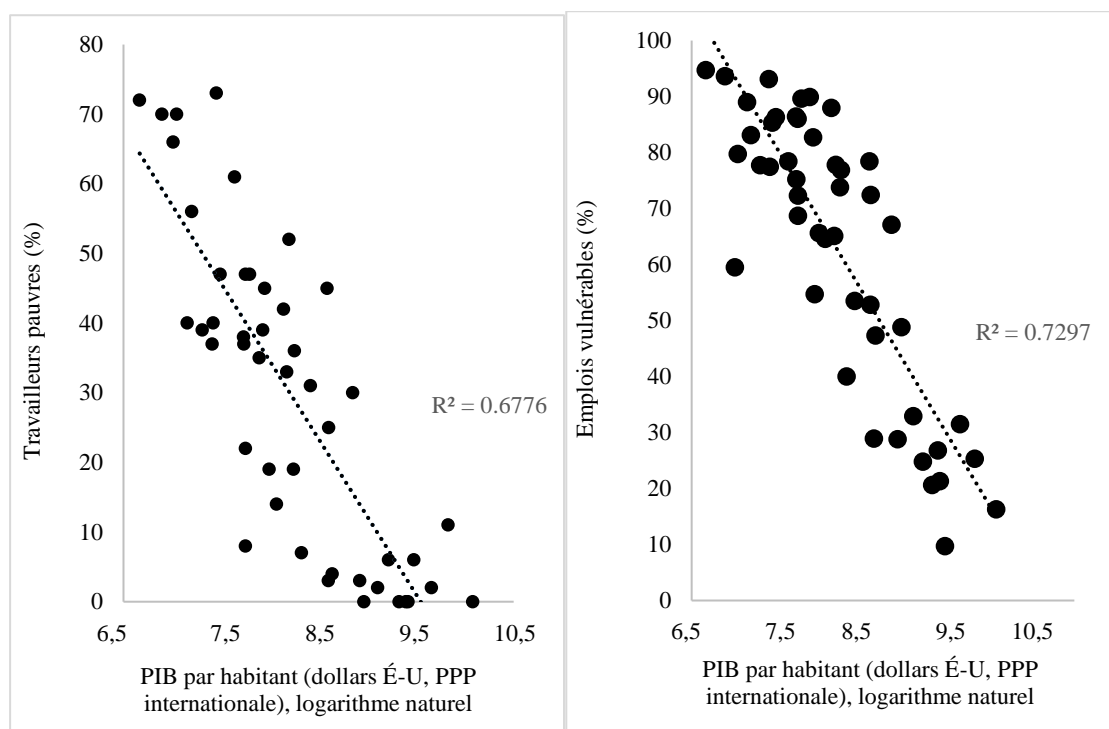 80
70
60
50
40
30
20
10
0
Travailleurs pauvres (%)
R² = 0.6776
6,5 7,5 8,5 9,5 10,5
PIB par habitant (dollars É-U, PPP
internationale), logarithme naturel
100
90
80
70
60
50
40
30
20
10
0
Emplois vulnérables (%)
R² = 0.7297
6,5 7,5 8,5 9,5 10,5
PIB par habitant (dollars É-U, PPP
internationale), logarithme naturel